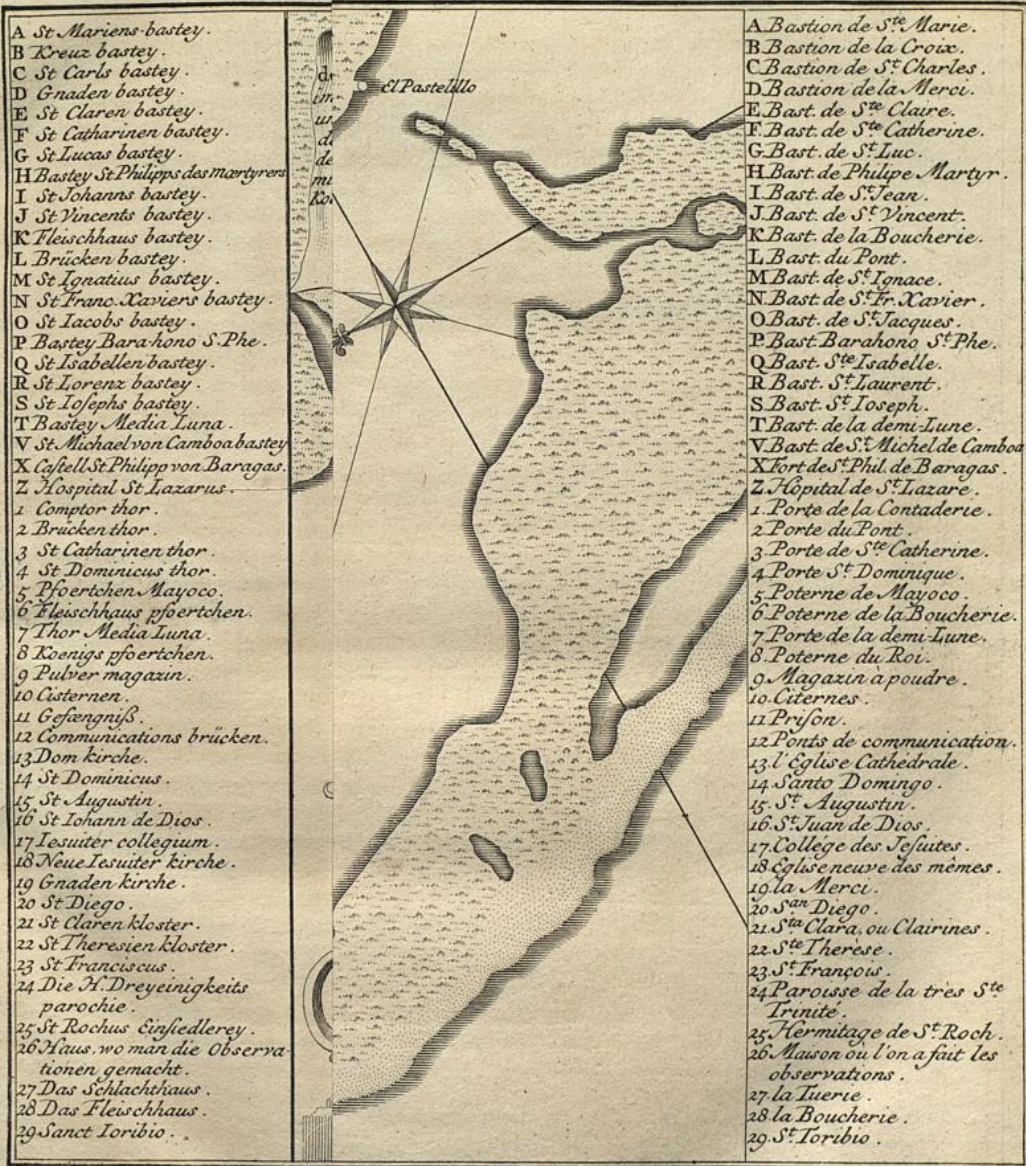 A St Mariens-bastey.
B Kreuz bastey.
C St Carls bastey.
D Gnaden bastey.
E St Claren bastey.
F St Catharinen bastey.
G St Lucas bastey.
H Bastey St Philipps des mærtyrers
I St Johanns bastey.
J St Vincents bastey.
K Fleischhaus bastey.
L Brücken bastey.
M St Ignatius bastey.
N St Franc. Xaviers bastey.
O St Iacobs bastey.
P Bastey Bara-hono S. Phe.
Q St Isabellen bastey.
R St Lorenz bastey.
S St Iosephs bastey.
T Bastey Media Luna.
V St Michael von Camboa bastey
X Castell St Philipp von Baragas.
Z Hospital St Lazarus.
1 Comptor thor.
2 Brücken thor.
3 St Catharinen thor.
4 St Dominicus thor.
5 Pfoertchen Mayoco.
6 Fleischhaus pfoertchen.
7 Thor Media Luna.
8 Koenigs pfoertchen.
9 Pulver magazin.
10 Cisternen.
11 Gefængniß.
12 Communications brücken.
13 Dom kirche.
14 St Dominicus.
15 St Augustin.
16 St Iohann de Dios.
17 Iesuiter collegium.
18 Neue Iesuiter kirche.
19 Gnaden kirche.
20 St Diego.
21 St Claren kloster.
22 St Theresien kloster.
23 St Franciscus.
24 Die H. Dreyeinigkeits
parochie.
25 St Rochus Einsiedlerey.
26 Haus, wo man die Observa-
tionen gemacht.
27 Das Schlachthaus.
28 Das Fleischhaus.
29 Sanct Ioribio.
El Pastelillo
A. Bastion de Ste Marie.
B. Bastion de la Croix.
C. Bastion de St Charles.
D. Bastion de la Merci.
E. Bast. de Ste Claire.
F. Bast. de Ste Catherine.
G. Bast. de St Luc.
H. Bast. de Philipe Martyr.
I. Bast. de St Jean.
J. Bast. de St Vincent.
K. Bast. de la Boucherie.
L. Bast. du Pont.
M. Bast. de St Ignace.
N. Bast. de St Fr. Xavier.
O. Bast. de St Jacques.
P. Bast. Barahono St Phe.
Q. Bast. Ste Isabelle.
R. Bast. St Laurent.
S. Bast. St Ioseph.
T. Bast. de la demi-Lune.
V. Bast. de St Michel de Camboa
X. Fort de St Phil. de Baragas.
Z. Hôpital de St Lazare.
1. Porte de la Contaderie.
2. Porte du Pont.
3. Porte de Ste Catherine.
4. Porte St Dominique.
5. Poterne de Mayoco.
6. Poterne de la Boucherie.
7. Porte de la demi-Lune.
8. Poterne du Roi.
9. Magazin à poudre.
10. Citernes.
11. Prison.
12. Ponts de communication.
13. l'Eglise Cathédrale.
14. Santo Domingo.
15. St Augustin.
16. St Juan de Dios.
17. Collége des Jesuites.
18. Eglise neuve des mêmes.
19. la Merci.
20. San Diego.
21. Sta Clara, ou Clairines.
22. Ste Therèse.
23. St François.
24. Paroisse de la tres Ste
Trinité.
25. Hermitage de St Roch.
26. Maison où l'on a fait les
observations.
27. la Tuerie.
28. la Boucherie.
29. St Toribio.